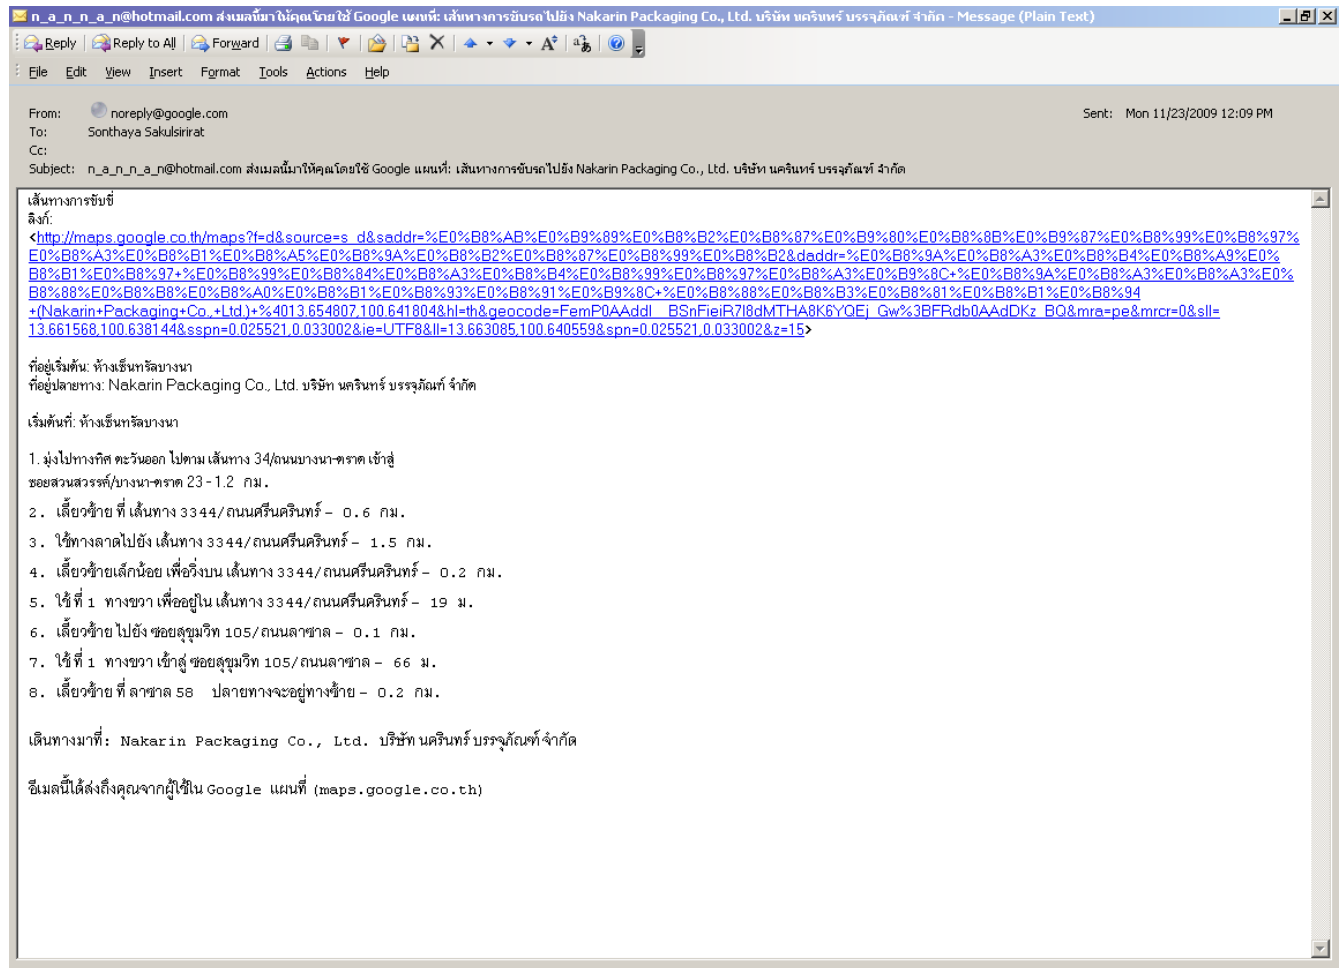 n_a_n_n_a_n@hotmail.com ส่งเมลนี้มาให้คุณโดยใช้ Google แผนที่: เส้นทางการขับรถไปยัง Nakarin Packaging Co., Ltd. บริษัท นครินทร์ บรรจุภัณฑ์ จำกัด - Message (Plain Text)
Reply Reply to All Forward
File Edit View Insert Format Tools Actions Help
From: noreply@google.com Sent: Mon 11/23/2009 12:09 PM
To: Sonthaya Sakulsirirat
Cc:
Subject: n_a_n_n_a_n@hotmail.com ส่งเมลนี้มาให้คุณโดยใช้ Google แผนที่: เส้นทางการขับรถไปยัง Nakarin Packaging Co., Ltd. บริษัท นครินทร์ บรรจุภัณฑ์ จำกัด
เส้นทางการขับขี่
ลิงก์:
<http://maps.google.co.th/maps?f=d&source=s_d&saddr=%E0%B8%AB%E0%B9%89%E0%B8%B2%E0%B8%87%E0%B9%80%E0%B8%8B%E0%B9%87%E0%B8%99%E0%B8%97%
E0%B8%A3%E0%B8%B1%E0%B8%A5%E0%B8%9A%E0%B8%B2%E0%B8%87%E0%B8%99%E0%B8%B2&daddr=%E0%B8%9A%E0%B8%A3%E0%B8%B4%E0%B8%A9%E0%
B8%B1%E0%B8%97+%E0%B8%99%E0%B8%84%E0%B8%A3%E0%B8%B4%E0%B8%99%E0%B8%97%E0%B8%A3%E0%B9%8C+%E0%B8%9A%E0%B8%A3%E0%B8%A3%E0%
B8%88%E0%B8%B8%E0%B8%A0%E0%B8%B1%E0%B8%93%E0%B8%91%E0%B9%8C+%E0%B8%88%E0%B8%B3%E0%B8%81%E0%B8%B1%E0%B8%94
+(Nakarin+Packaging+Co.,+Ltd.)+%4013.654807,100.641804&hl=th&geocode=FemP0AAddI__BSnFieiR7I8dMTHA8K6YQEj_Gw%3BFRdb0AAdDKz_BQ&mra=pe&mrcr=0&sll=
13.661568,100.638144&sspn=0.025521,0.033002&ie=UTF8&ll=13.663085,100.640559&spn=0.025521,0.033002&z=15>
ที่อยู่เริ่มต้น: ห้างเซ็นทรัลบางนา
ที่อยู่ปลายทาง: Nakarin Packaging Co., Ltd. บริษัท นครินทร์ บรรจุภัณฑ์ จำกัด
เริ่มต้นที่: ห้างเซ็นทรัลบางนา
1. มุ่งไปทางทิศ ตะวันออก ไปตาม เส้นทาง 34/ถนนบางนา-ตราด เข้าสู่
ซอยสวนสวรรค์/บางนา-ตราด 23 - 1.2 กม.
2. เลี้ยวซ้าย ที่ เส้นทาง 3344/ถนนศรีนครินทร์ – 0.6 กม.
3. ใช้ทางลาดไปยัง เส้นทาง 3344/ถนนศรีนครินทร์ – 1.5 กม.
4. เลี้ยวซ้ายเล็กน้อย เพื่อวิ่งบน เส้นทาง 3344/ถนนศรีนครินทร์ – 0.2 กม.
5. ใช้ที่ 1 ทางขวา เพื่ออยู่ใน เส้นทาง 3344/ถนนศรีนครินทร์ – 19 ม.
6. เลี้ยวซ้าย ไปยัง ซอยสุขุมวิท 105/ถนนลาซาล – 0.1 กม.
7. ใช้ที่ 1 ทางขวา เข้าสู่ ซอยสุขุมวิท 105/ถนนลาซาล – 66 ม.
8. เลี้ยวซ้าย ที่ ลาซาล 58 ปลายทางจะอยู่ทางซ้าย – 0.2 กม.
เดินทางมาที่: Nakarin Packaging Co., Ltd. บริษัท นครินทร์ บรรจุภัณฑ์ จำกัด
อีเมลนี้ได้ส่งถึงคุณจากผู้ใช้ใน Google แผนที่ (maps.google.co.th)